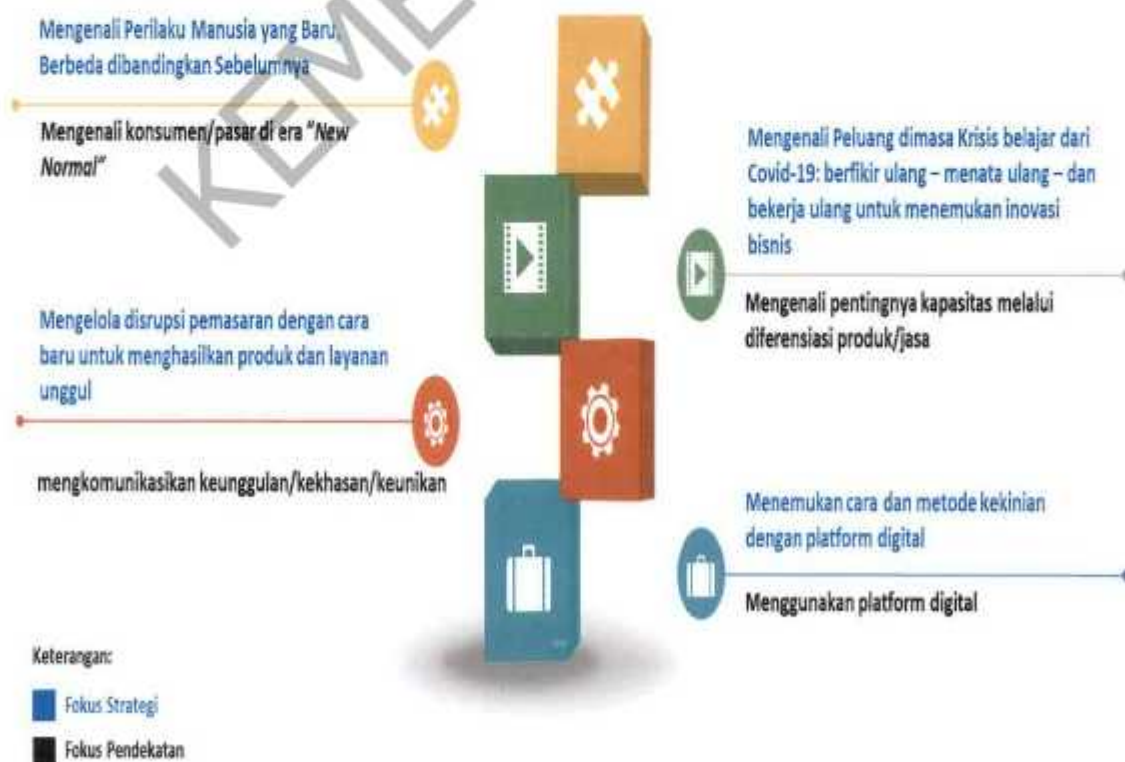 Mengenali Perilaku Manusia yang Baru,
Berbeda dibandingkan Sebelumnya
Mengenali konsumen/pasar di era "New
Normal"
Mengenali Peluang dimasa Krisis belajar dari
Covid-19: berfikir ulang – menata ulang – dan
bekerja ulang untuk menemukan inovasi
bisnis
Mengenali pentingnya kapasitas melalui
diferensiasi produk/jasa
Mengelola disrupsi pemasaran dengan cara
baru untuk menghasilkan produk dan layanan
unggul
mengkomunikasikan keunggulan/kekhasan/keunikan
Menemukan cara dan metode kekinian
dengan platform digital
Menggunakan platform digital
Keterangan:
Fokus Strategi
Fokus Pendekatan
KEME